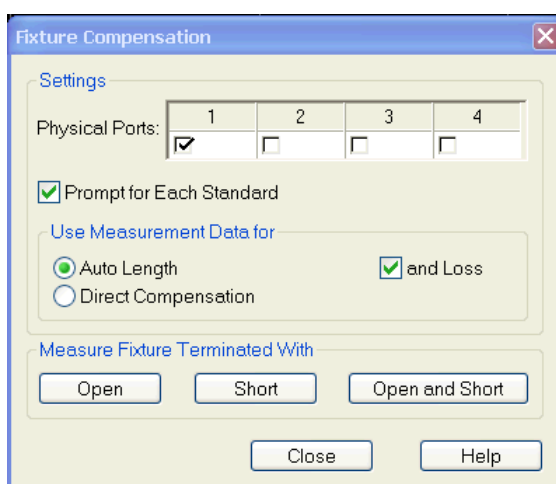 Fixture Compensation
Settings
Physical Ports: 1 2 3 4
Prompt for Each Standard
Use Measurement Data for
Auto Length and Loss
Direct Compensation
Measure Fixture Terminated With
Open Short Open and Short
Close Help